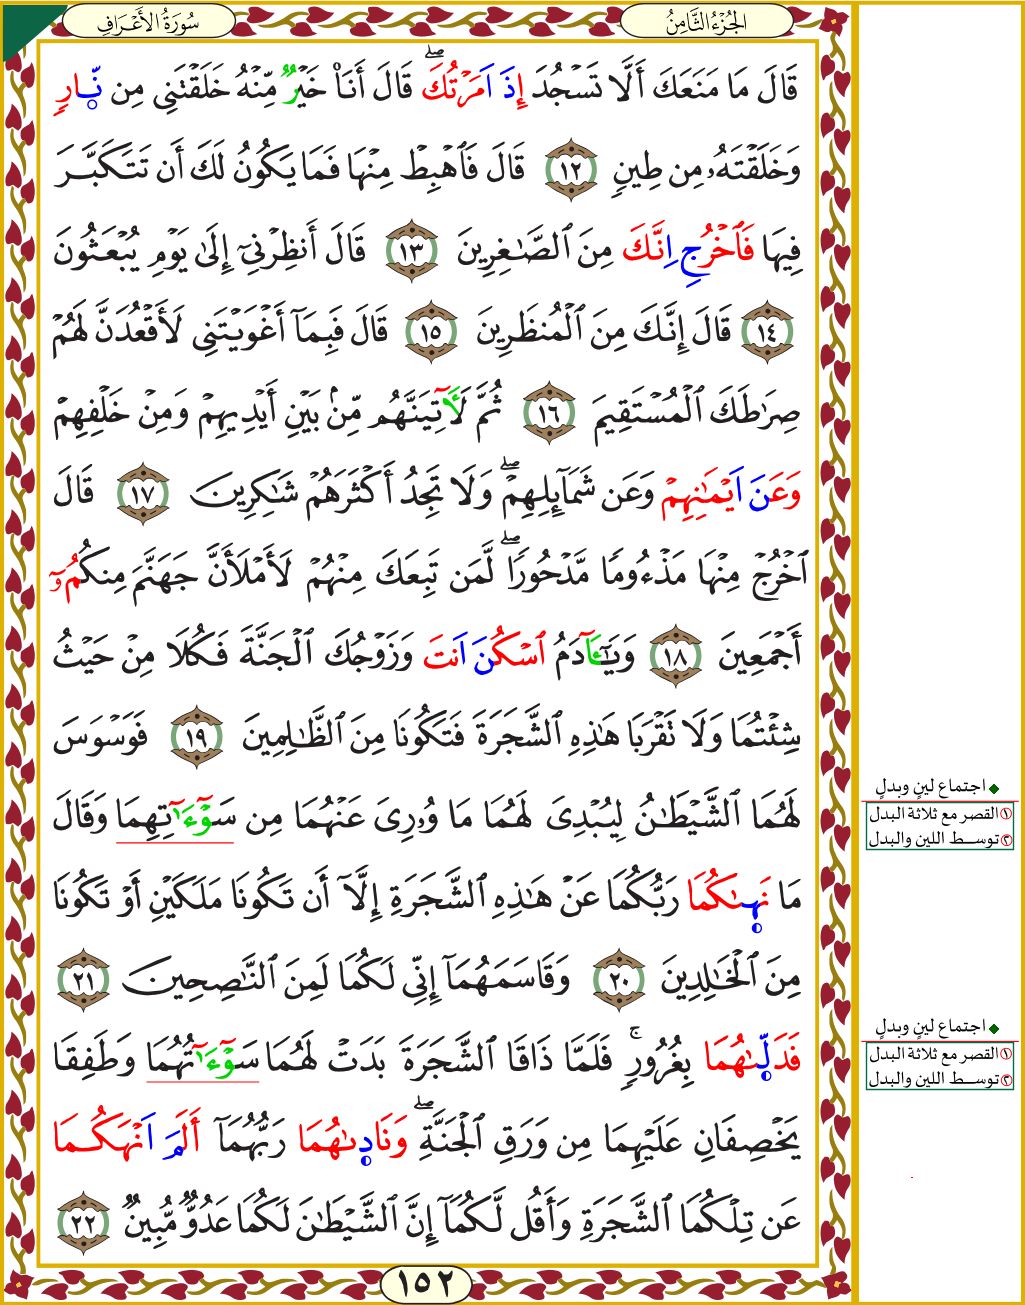 الجُزْءُ الثَّامِنُ
سُورَةُ الأَعْرَافِ
قَالَ مَا مَنَعَكَ أَلَّا تَسْجُدَ إِذَ اَمَرْتُكَۖ قَالَ أَنَا۠ خَيْرٌ مِّنْهُ خَلَقْتَنِي مِن نّ۪ارٖ
وَخَلَقْتَهُۥ مِن طِينٖ ١٢ قَالَ فَٱهْبِطْ مِنْهَا فَمَا يَكُونُ لَكَ أَن تَتَكَبَّرَ
فِيهَا فَٱخْرُجِ اِنَّكَ مِنَ ٱلصَّٰغِرِينَ ١٣ قَالَ أَنظِرْنِيٓ إِلَىٰ يَوْمِ يُبْعَثُونَ
١٤ قَالَ إِنَّكَ مِنَ ٱلْمُنظَرِينَ ١٥ قَالَ فَبِمَآ أَغْوَيْتَنِي لَأَقْعُدَنَّ لَهُمْ
صِرَٰطَكَ ٱلْمُسْتَقِيمَ ١٦ ثُمَّ لَأٓتِيَنَّهُم مِّنۢ بَيْنِ أَيْدِيهِمْ وَمِنْ خَلْفِهِمْ
وَعَنَ اَيْمَٰنِهِمْ وَعَن شَمَآئِلِهِمْۖ وَلَا تَجِدُ أَكْثَرَهُمْ شَٰكِرِينَ ١٧ قَالَ
ٱخْرُجْ مِنْهَا مَذْءُومٗا مَّدْحُورٗاۖ لَّمَن تَبِعَكَ مِنْهُمْ لَأَمْلَأَنَّ جَهَنَّمَ مِنكُمُۥٓ
أَجْمَعِينَ ١٨ وَيَٰٓـَٔادَمُ ٱسْكُنَ اَنتَ وَزَوْجُكَ ٱلْجَنَّةَ فَكُلَا مِنْ حَيْثُ
شِئْتُمَا وَلَا تَقْرَبَا هَٰذِهِ ٱلشَّجَرَةَ فَتَكُونَا مِنَ ٱلظَّٰلِمِينَ ١٩ فَوَسْوَسَ
لَهُمَا ٱلشَّيْطَٰنُ لِيُبْدِيَ لَهُمَا مَا وُۥرِيَ عَنْهُمَا مِن سَوْءَٰتِهِمَا وَقَالَ
مَا نَه۪ىٰكُمَا رَبُّكُمَا عَنْ هَٰذِهِ ٱلشَّجَرَةِ إِلَّآ أَن تَكُونَا مَلَكَيْنِ أَوْ تَكُونَا
مِنَ ٱلْخَٰلِدِينَ ٢٠ وَقَاسَمَهُمَآ إِنِّي لَكُمَا لَمِنَ ٱلنَّٰصِحِينَ ٢١
فَدَلّ۪ىٰهُمَا بِغُرُورٖۚ فَلَمَّا ذَاقَا ٱلشَّجَرَةَ بَدَتْ لَهُمَا سَوْءَٰتُهُمَا وَطَفِقَا
يَخْصِفَانِ عَلَيْهِمَا مِن وَرَقِ ٱلْجَنَّةِۖ وَنَاد۪ىٰهُمَا رَبُّهُمَآ أَلَمَ اَنْهَكُمَا
عَن تِلْكُمَا ٱلشَّجَرَةِ وَأَقُل لَّكُمَآ إِنَّ ٱلشَّيْطَٰنَ لَكُمَا عَدُوّٞ مُّبِينٞ ٢٢
اجتماع لينٍ وبدلٍ
① القصر مع ثلاثة البدل
② توسط اللين والبدل
اجتماع لينٍ وبدلٍ
① القصر مع ثلاثة البدل
② توسط اللين والبدل
١٥٢